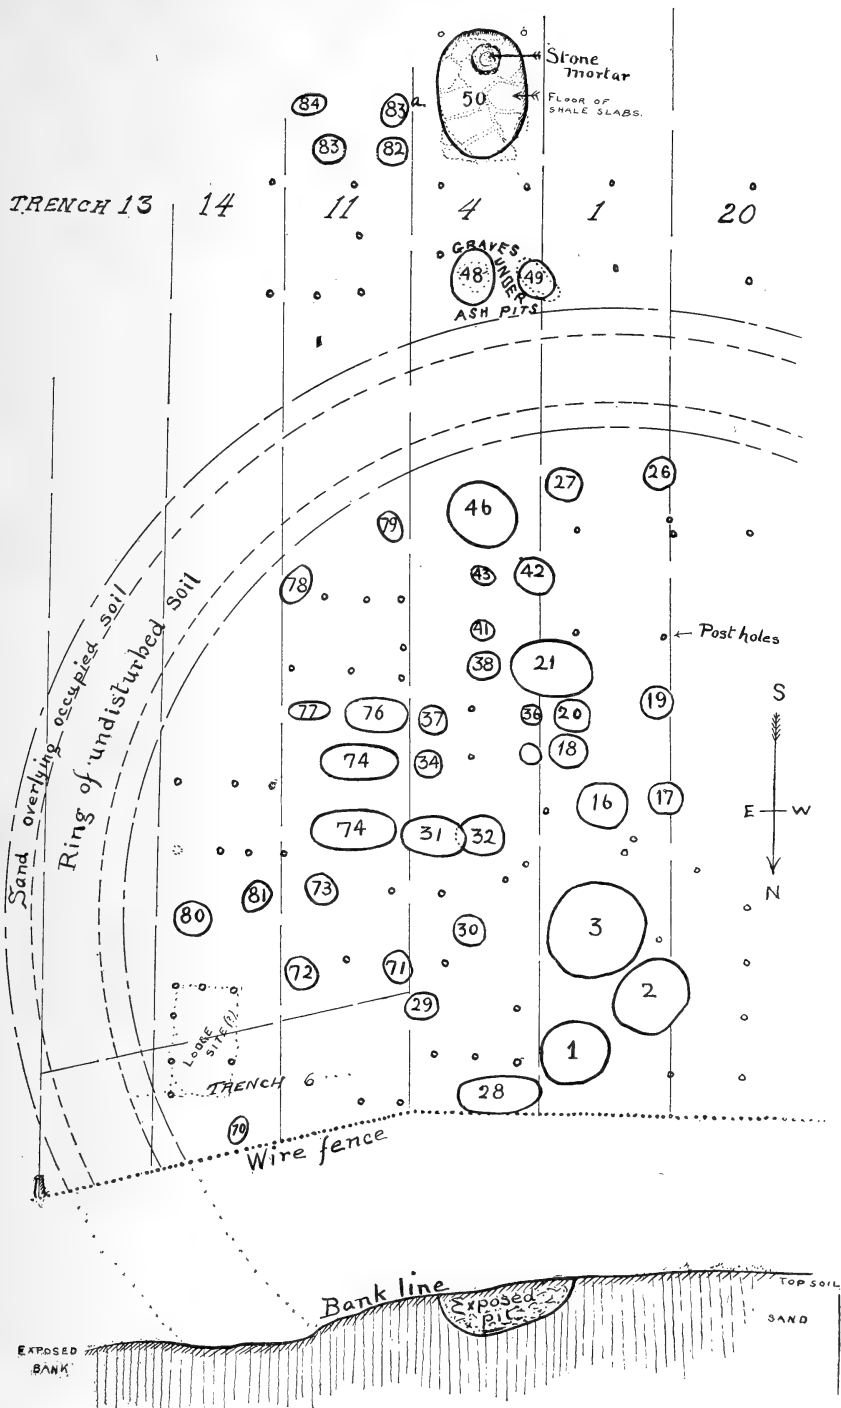 Stone
mortar
50
FLOOR OF
SHALE SLABS.
84
83 a.
83
82
TRENCH 13 14 11 4 1 20
GRAVES
UNDER
ASH PITS
48
49
26
27
46
79
43
42
78
41
Post holes
38
21
77
76
37
36
20
19
74
34
18
16
17
74
31
32
73
81
80
30
3
72
71
2
29
1
28
70
Sand overlying occupied soil
Ring of undisturbed soil
S
E W
N
LODGE
SITE (?)
TRENCH 6
Wire fence
Bank line
Exposed
pit
TOP SOIL
SAND
EXPOSED
BANK